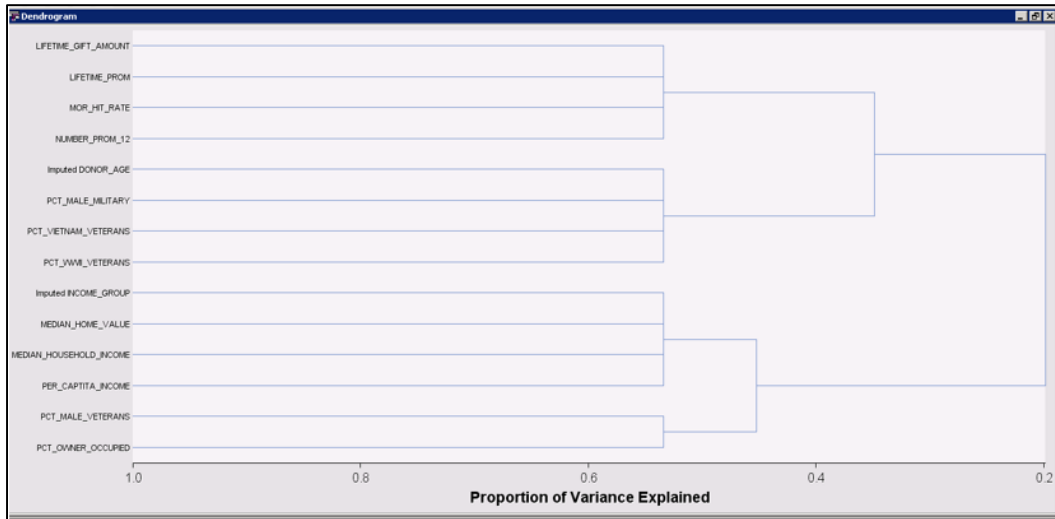 Dendrogram
LIFETIME_GIFT_AMOUNT
LIFETIME_PROM
MOR_HIT_RATE
NUMBER_PROM_12
Imputed DONOR_AGE
PCT_MALE_MILITARY
PCT_VIETNAM_VETERANS
PCT_WWII_VETERANS
Imputed INCOME_GROUP
MEDIAN_HOME_VALUE
MEDIAN_HOUSEHOLD_INCOME
PER_CAPTITA_INCOME
PCT_MALE_VETERANS
PCT_OWNER_OCCUPIED
1.0 0.8 0.6 0.4 0.2
Proportion of Variance Explained